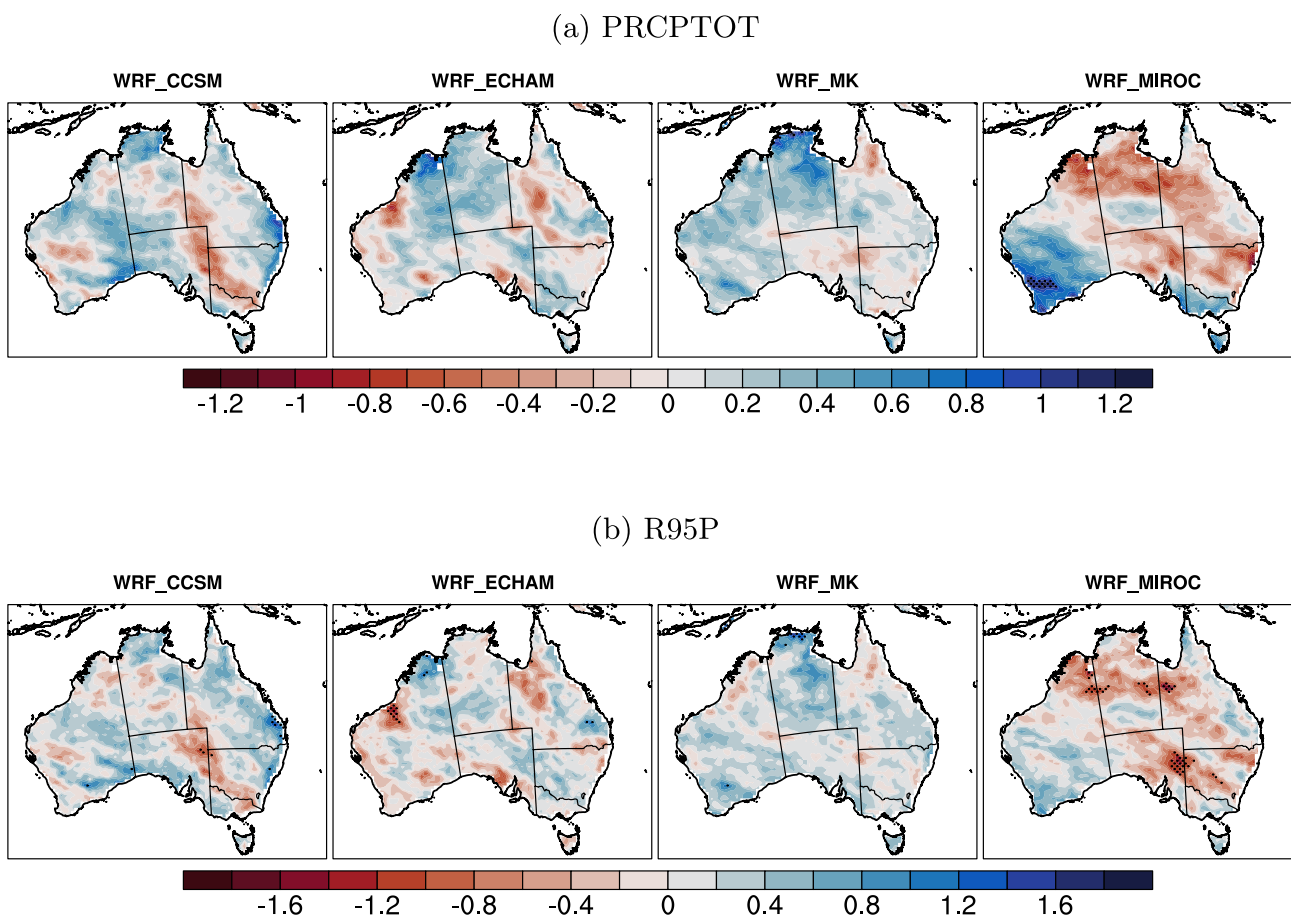 (a) PRCPTOT
WRF_CCSM WRF_ECHAM WRF_MK WRF_MIROC
-1.2 -1 -0.8 -0.6 -0.4 -0.2 0 0.2 0.4 0.6 0.8 1 1.2
(b) R95P
WRF_CCSM WRF_ECHAM WRF_MK WRF_MIROC
-1.6 -1.2 -0.8 -0.4 0 0.4 0.8 1.2 1.6